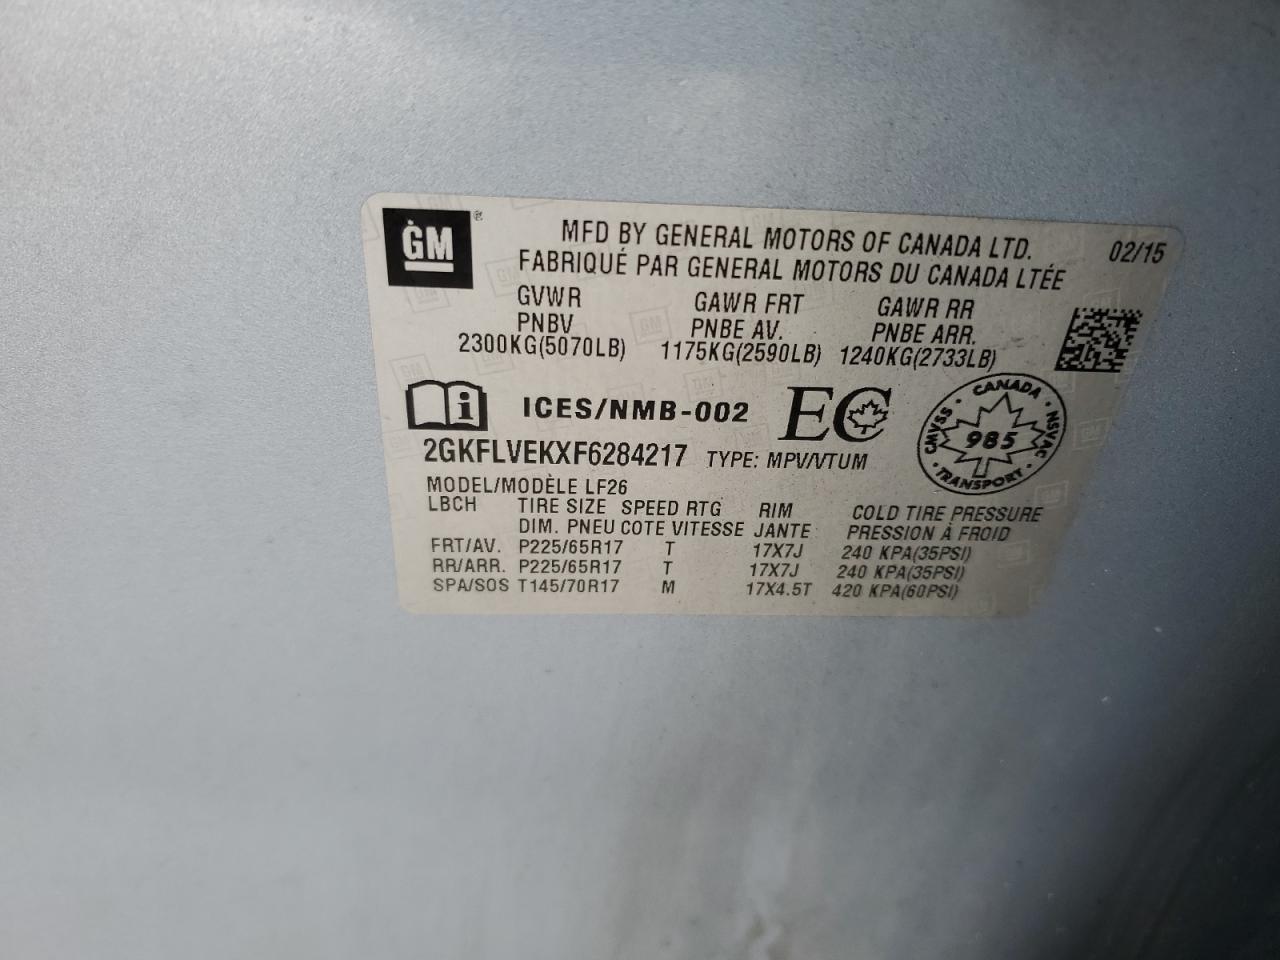 GM ®
MFD BY GENERAL MOTORS OF CANADA LTD. 02/15
FABRIQUÉ PAR GENERAL MOTORS DU CANADA LTÉE
GVWR GAWR FRT GAWR RR
PNBV PNBE AV. PNBE ARR.
2300KG(5070LB) 1175KG(2590LB) 1240KG(2733LB)
i ICES/NMB-002 EC
CANADA
CMVSS 985 NSVAC
TRANSPORT
2GKFLVEKXF6284217 TYPE: MPV/VTUM
MODEL/MODÈLE LF26
LBCH TIRE SIZE SPEED RTG RIM COLD TIRE PRESSURE
DIM. PNEU COTE VITESSE JANTE PRESSION À FROID
FRT/AV. P225/65R17 T 17X7J 240 KPA(35PSI)
RR/ARR. P225/65R17 T 17X7J 240 KPA(35PSI)
SPA/SOS T145/70R17 M 17X4.5T 420 KPA(60PSI)